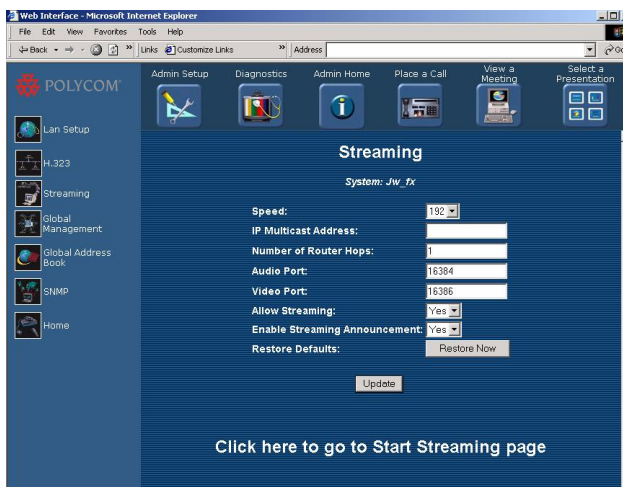 Web Interface - Microsoft Internet Explorer
File Edit View Favorites Tools Help
Back Links Customize Links » Address
POLYCOM
Admin Setup Diagnostics Admin Home Place a Call View a Meeting Select a Presentation
Lan Setup
H.323
Streaming
Global Management
Global Address Book
SNMP
Home
Streaming
System: Jw_fx
Speed: 192
IP Multicast Address:
Number of Router Hops: 1
Audio Port: 16384
Video Port: 16386
Allow Streaming: Yes
Enable Streaming Announcement: Yes
Restore Defaults: Restore Now
Update
Click here to go to Start Streaming page